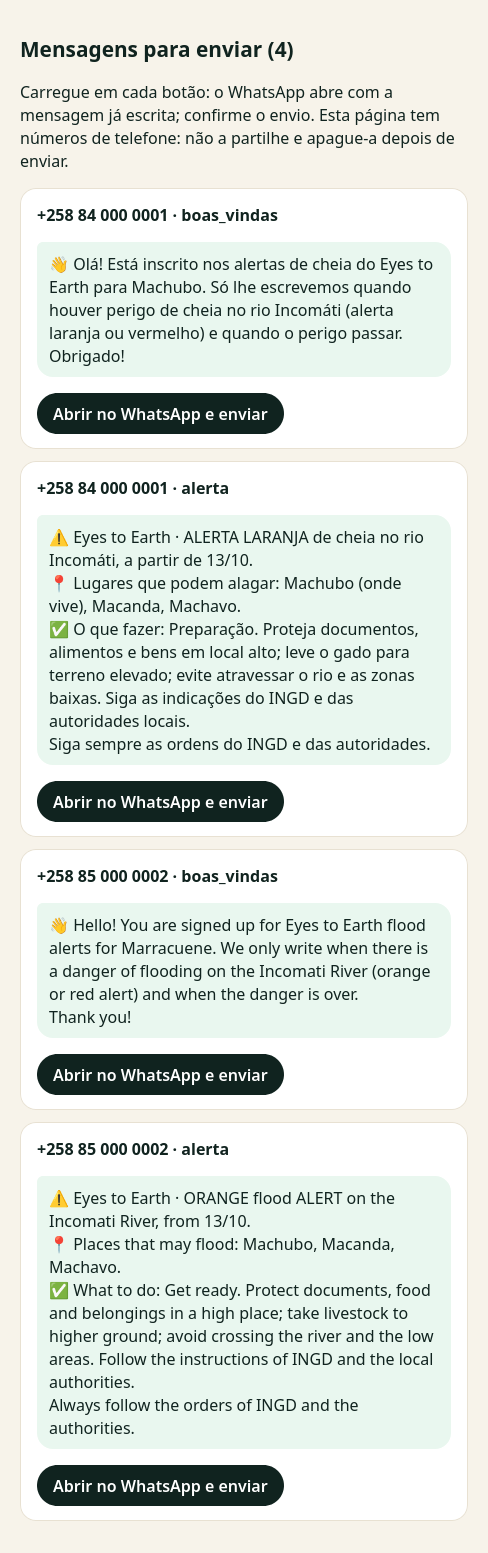 Mensagens para enviar (4)
Carregue em cada botão: o WhatsApp abre com a
mensagem já escrita; confirme o envio. Esta página tem
números de telefone: não a partilhe e apague-a depois de
enviar.
+258 84 000 0001 · boas_vindas
👋 Olá! Está inscrito nos alertas de cheia do Eyes to
Earth para Machubo. Só lhe escrevemos quando
houver perigo de cheia no rio Incomáti (alerta
laranja ou vermelho) e quando o perigo passar.
Obrigado!
Abrir no WhatsApp e enviar
+258 84 000 0001 · alerta
⚠️ Eyes to Earth · ALERTA LARANJA de cheia no rio
Incomáti, a partir de 13/10.
📍 Lugares que podem alagar: Machubo (onde
vive), Macanda, Machavo.
✅ O que fazer: Preparação. Proteja documentos,
alimentos e bens em local alto; leve o gado para
terreno elevado; evite atravessar o rio e as zonas
baixas. Siga as indicações do INGD e das
autoridades locais.
Siga sempre as ordens do INGD e das autoridades.
Abrir no WhatsApp e enviar
+258 85 000 0002 · boas_vindas
👋 Hello! You are signed up for Eyes to Earth flood
alerts for Marracuene. We only write when there is
a danger of flooding on the Incomati River (orange
or red alert) and when the danger is over.
Thank you!
Abrir no WhatsApp e enviar
+258 85 000 0002 · alerta
⚠️ Eyes to Earth · ORANGE flood ALERT on the
Incomati River, from 13/10.
📍 Places that may flood: Machubo, Macanda,
Machavo.
✅ What to do: Get ready. Protect documents, food
and belongings in a high place; take livestock to
higher ground; avoid crossing the river and the low
areas. Follow the instructions of INGD and the local
authorities.
Always follow the orders of INGD and the
authorities.
Abrir no WhatsApp e enviar